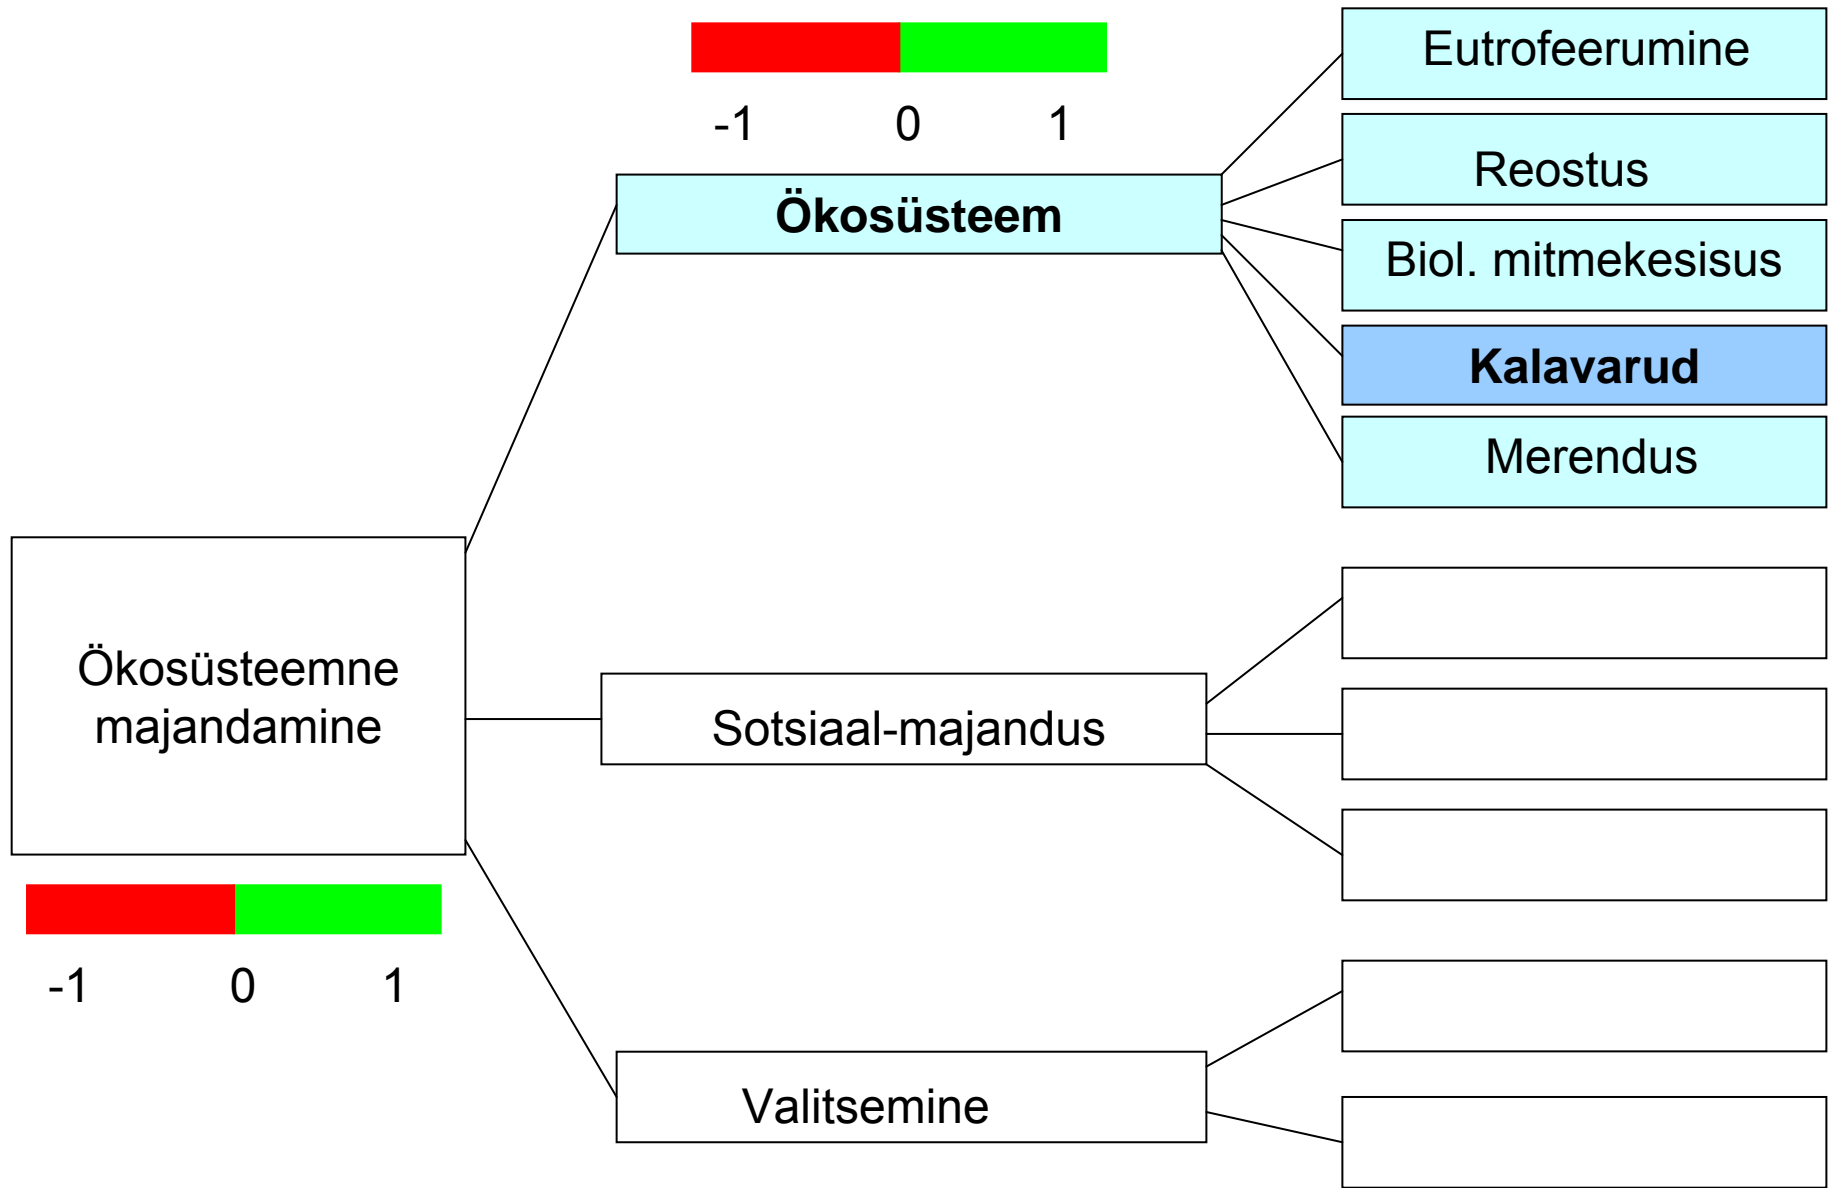 -1 0 1
Ökosüsteem
Eutrofeerumine
Reostus
Biol. mitmekesisus
Kalavarud
Merendus
Ökosüsteemne
majandamine
-1 0 1
Sotsiaal-majandus
Valitsemine